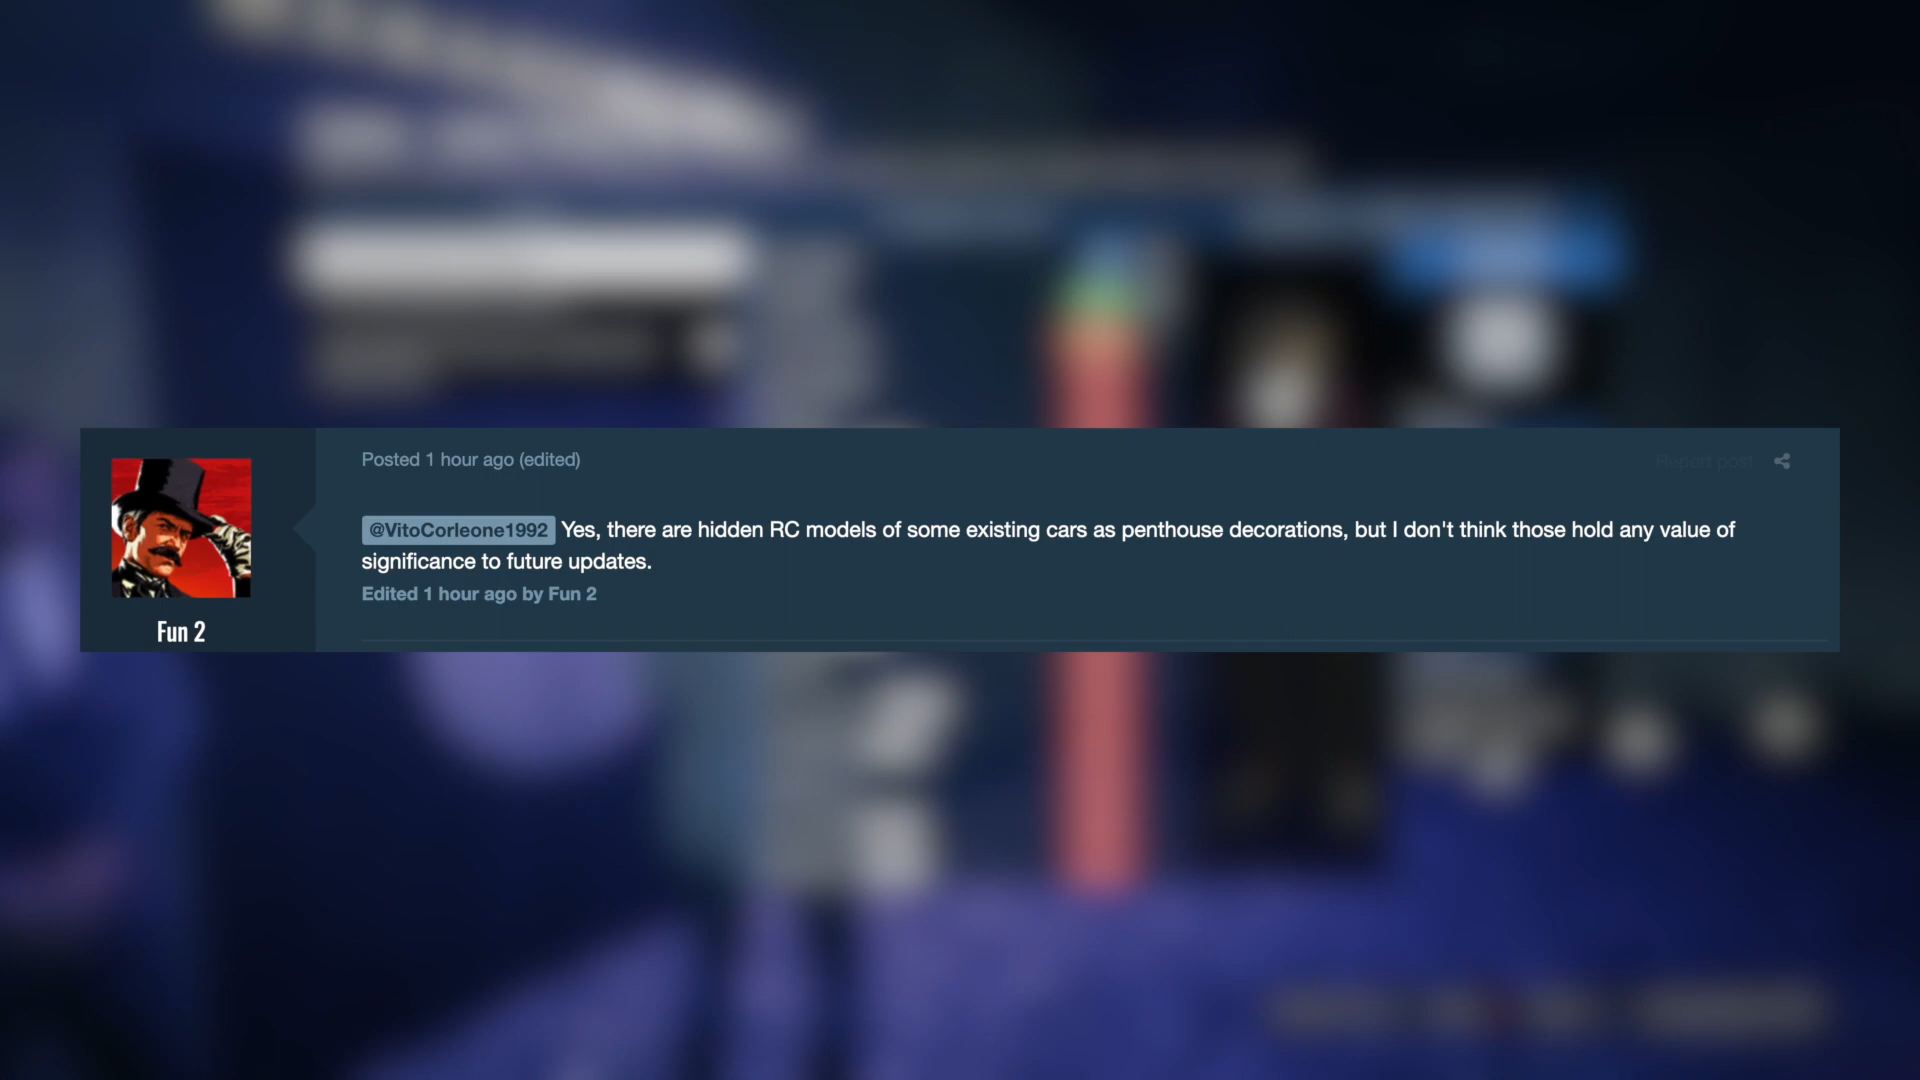 Posted 1 hour ago (edited)
Report post
@VitoCorleone1992 Yes, there are hidden RC models of some existing cars as penthouse decorations, but I don't think those hold any value of
significance to future updates.
Edited 1 hour ago by Fun 2
Fun 2